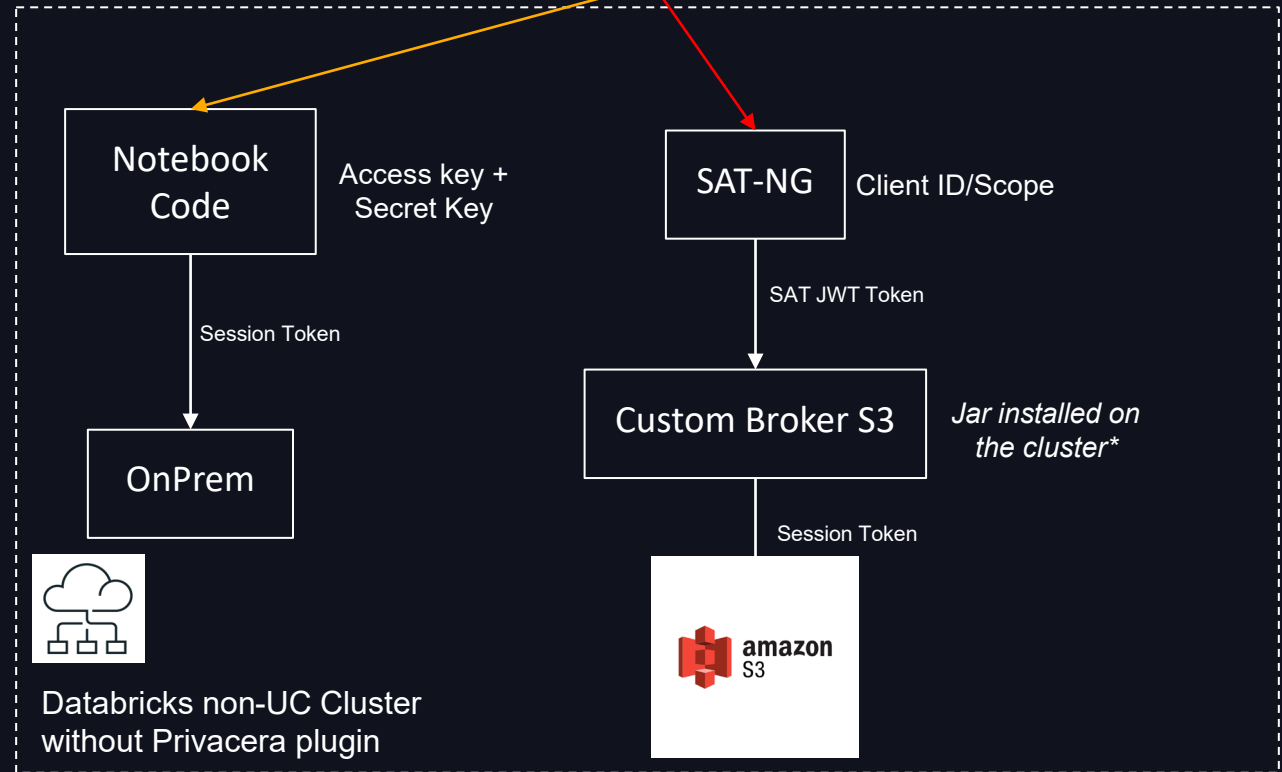 Notebook
Code
Access key +
Secret Key
SAT-NG
Client ID/Scope
SAT JWT Token
Session Token
Custom Broker S3
Jar installed on
the cluster*
OnPrem
Session Token
amazon
S3
Databricks non-UC Cluster
without Privacera plugin